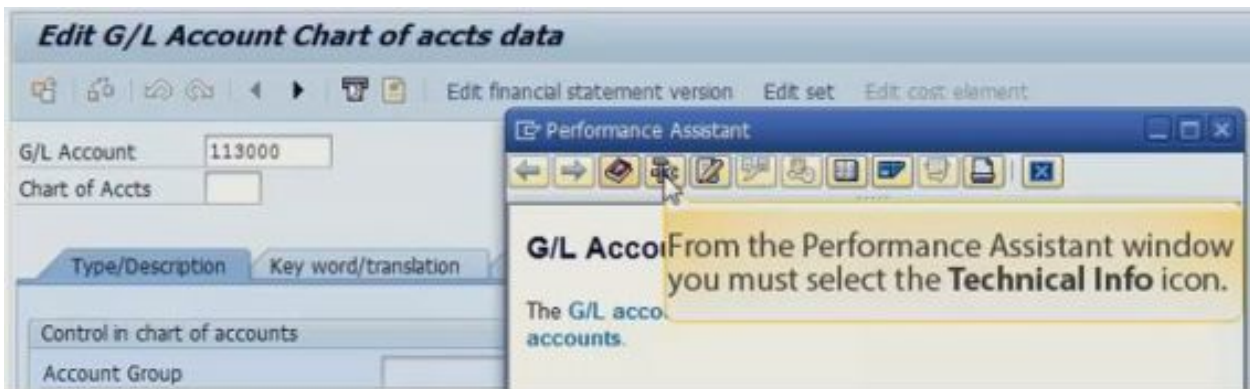 Edit G/L Account Chart of accts data
Edit financial statement version Edit set Edit cost element
Performance Assistant
G/L Account 113000
Chart of Accts
G/L Acco
From the Performance Assistant window
you must select the Technical Info icon.
Type/Description Key word/translation
The G/L acco
accounts.
Control in chart of accounts
Account Group